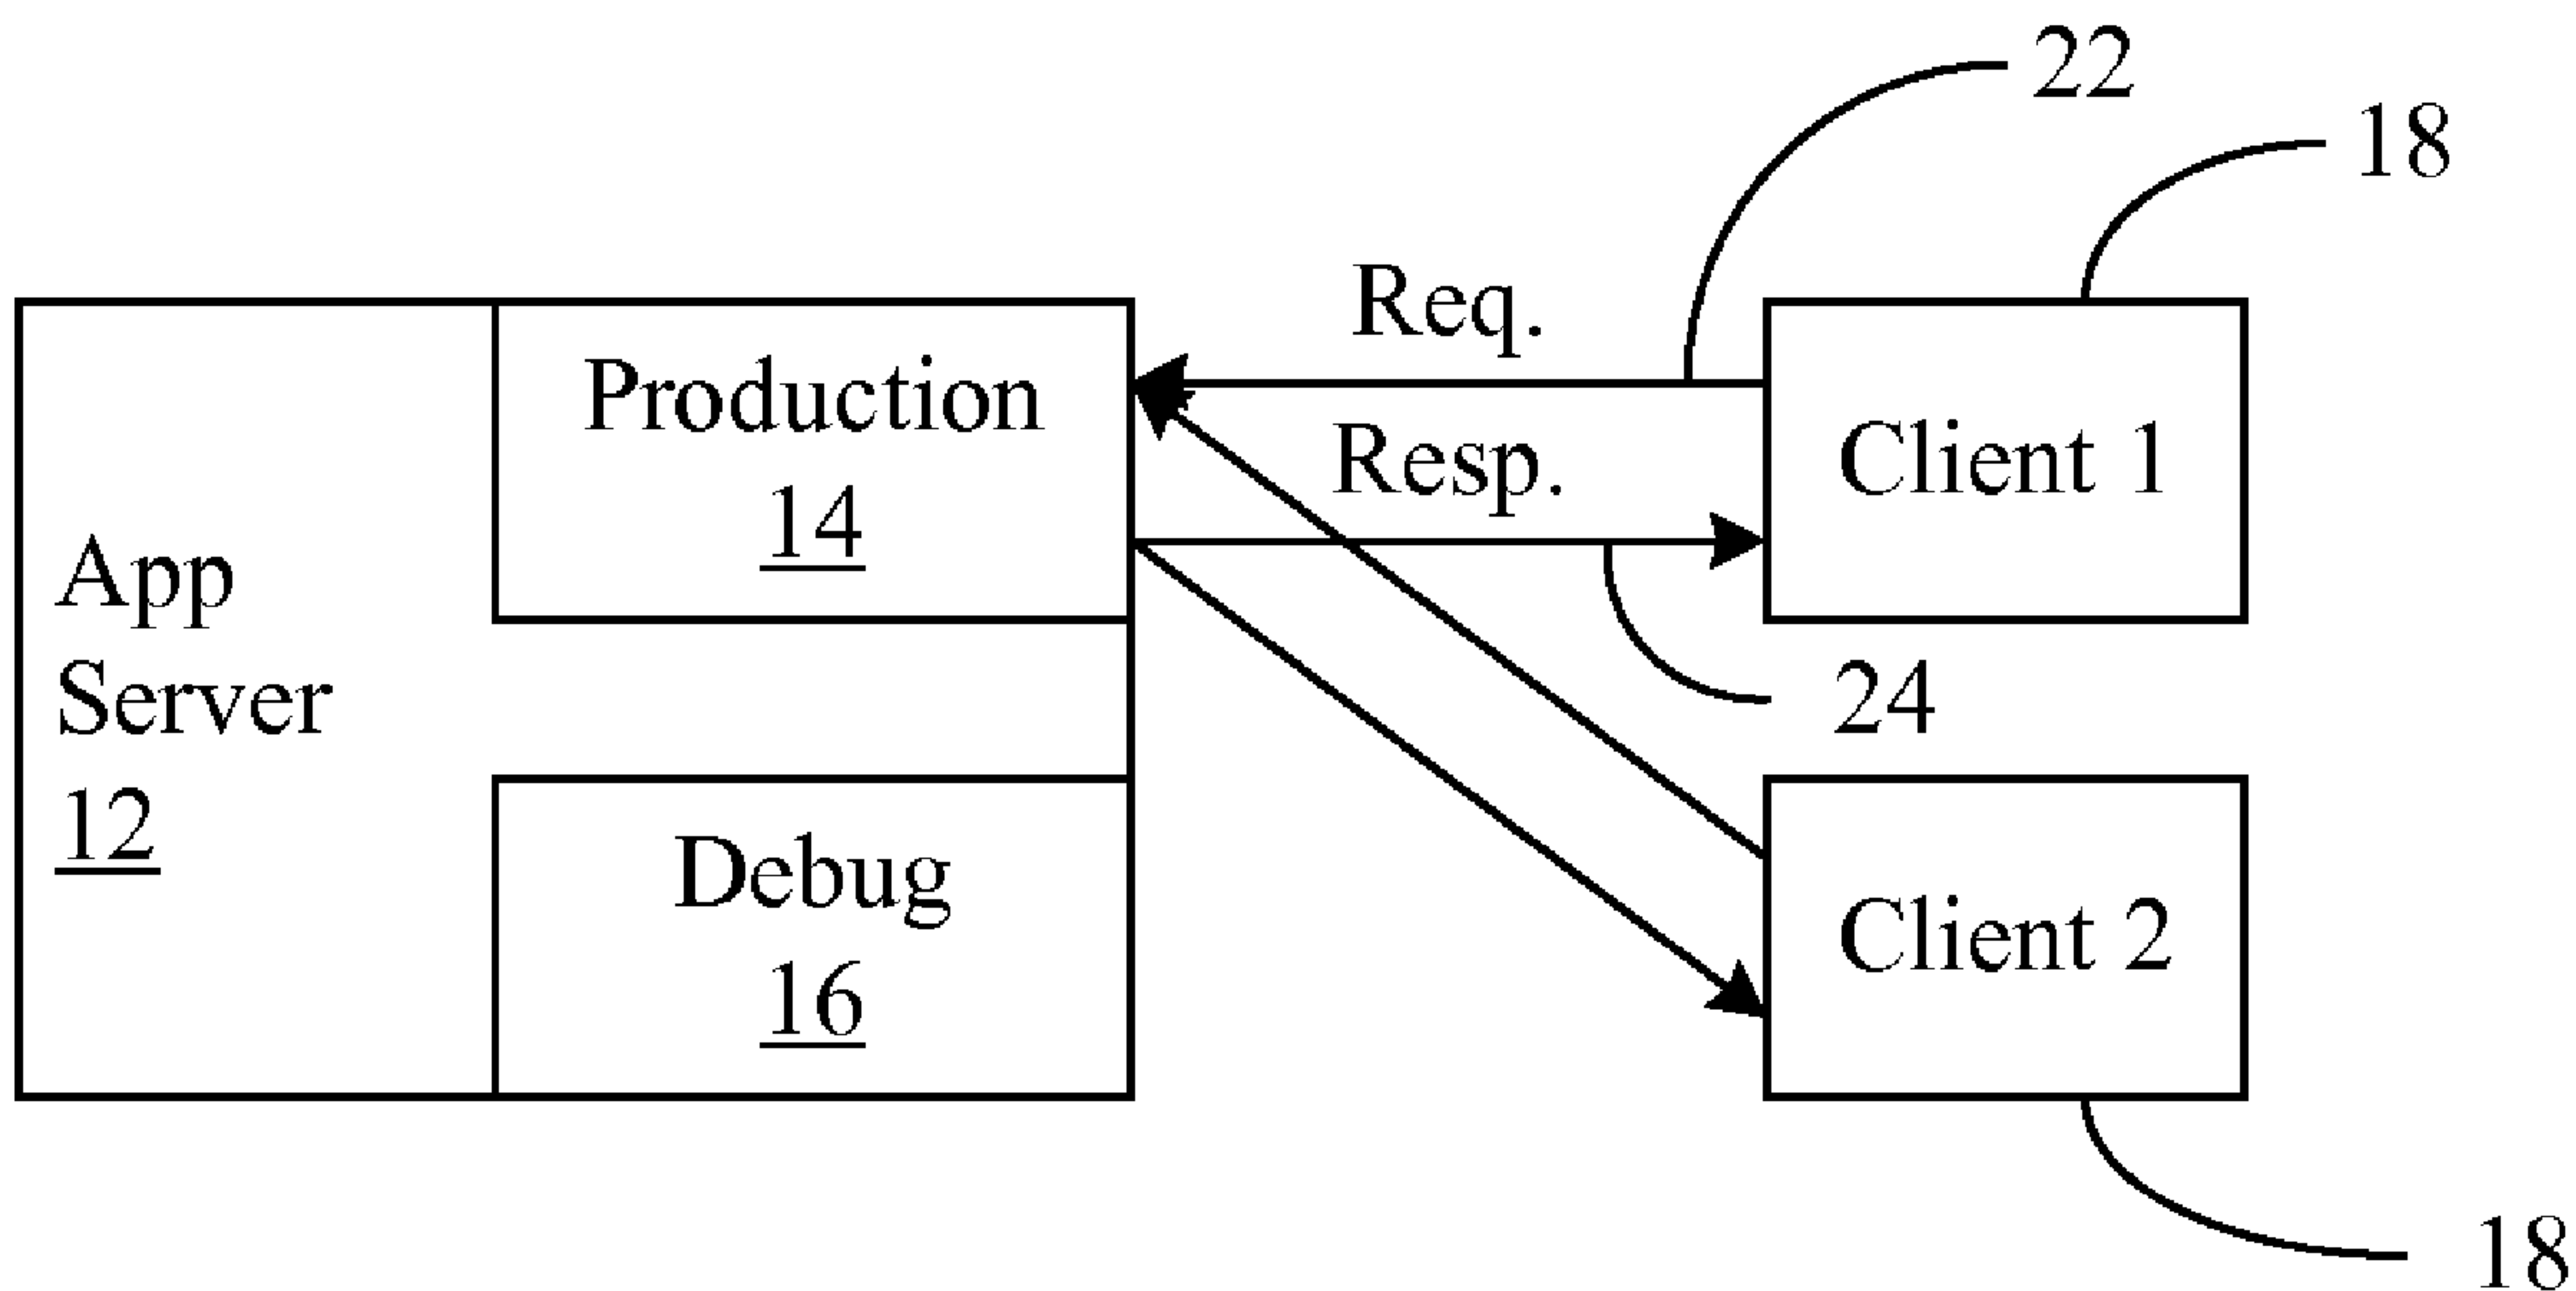 22
18
Req.
Production
14
Resp.
Client 1
App
Server
12
24
Debug
16
Client 2
18